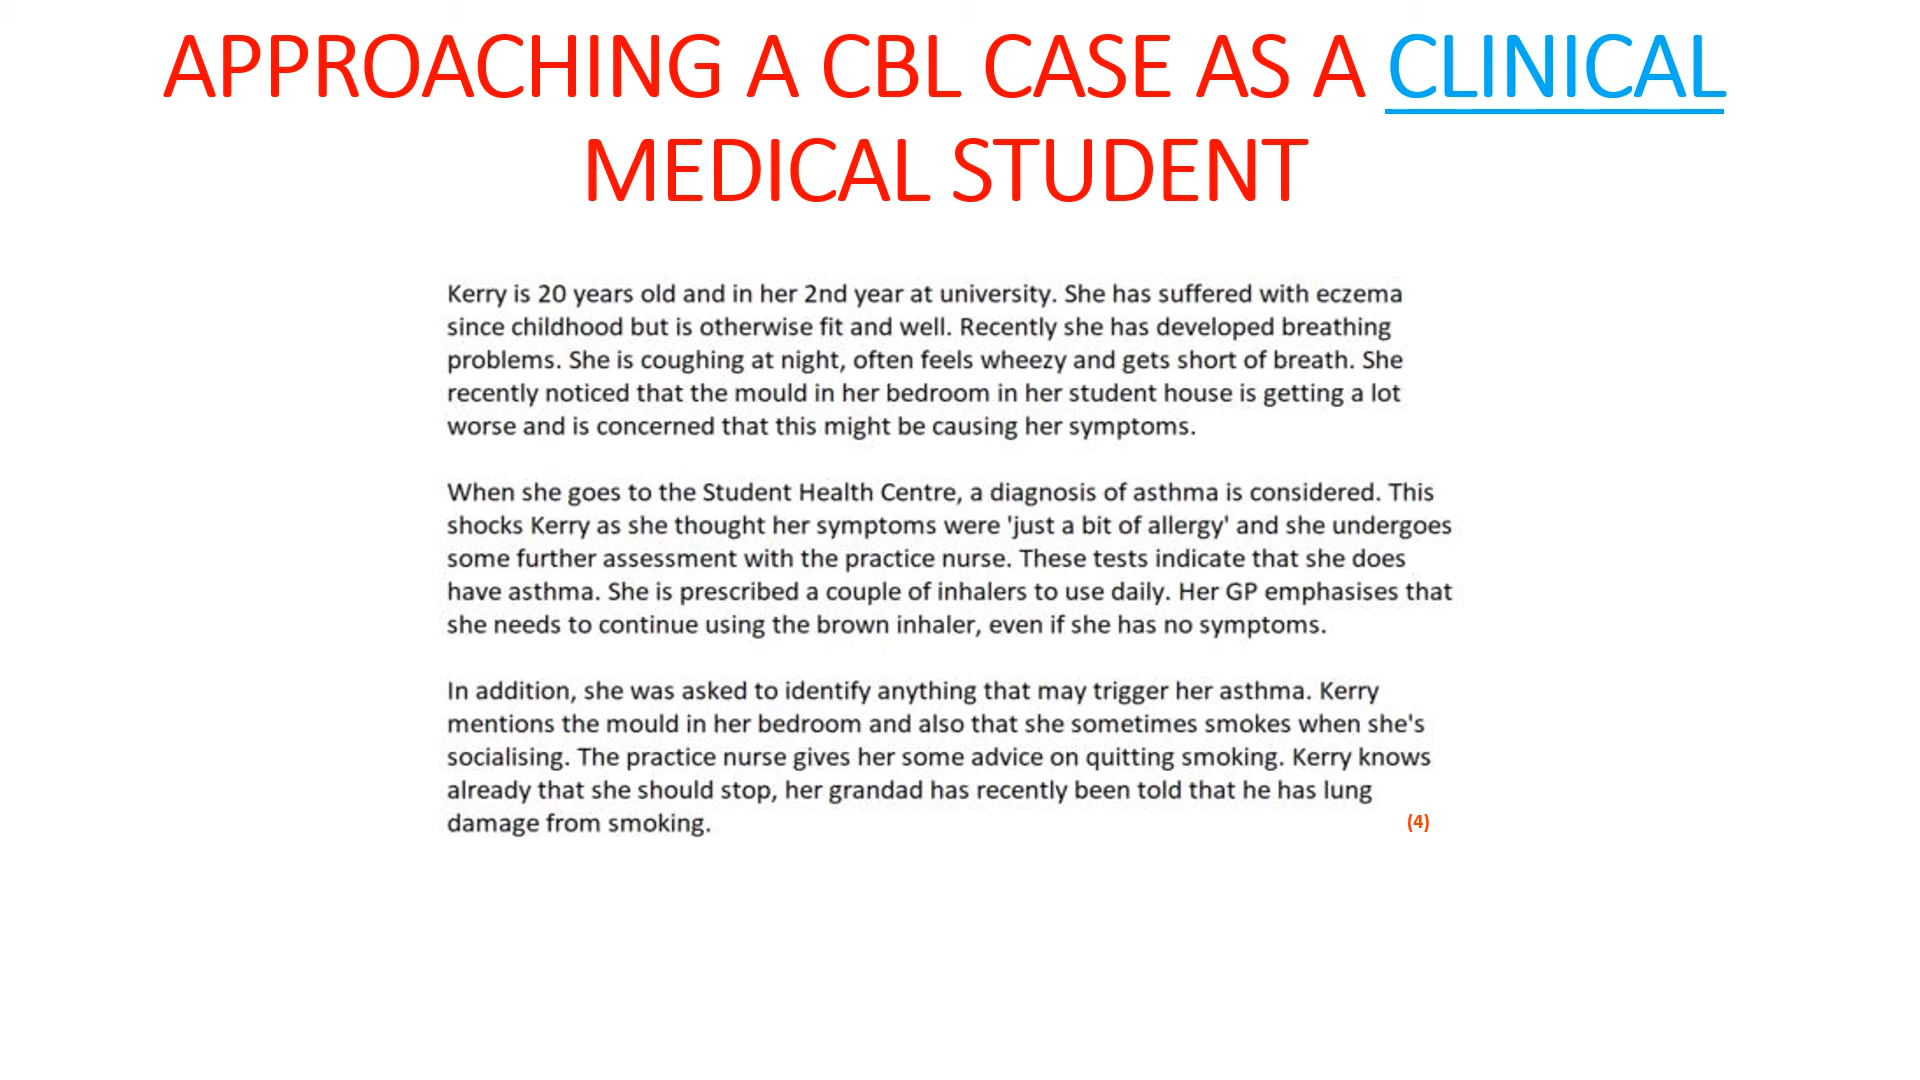 APPROACHING A CBL CASE AS A CLINICAL
MEDICAL STUDENT
Kerry is 20 years old and in her 2nd year at university. She has suffered with eczema
since childhood but is otherwise fit and well. Recently she has developed breathing
problems. She is coughing at night, often feels wheezy and gets short of breath. She
recently noticed that the mould in her bedroom in her student house is getting a lot
worse and is concerned that this might be causing her symptoms.
When she goes to the Student Health Centre, a diagnosis of asthma is considered. This
shocks Kerry as she thought her symptoms were 'just a bit of allergy' and she undergoes
some further assessment with the practice nurse. These tests indicate that she does
have asthma. She is prescribed a couple of inhalers to use daily. Her GP emphasises that
she needs to continue using the brown inhaler, even if she has no symptoms.
In addition, she was asked to identify anything that may trigger her asthma. Kerry
mentions the mould in her bedroom and also that she sometimes smokes when she's
socialising. The practice nurse gives her some advice on quitting smoking. Kerry knows
already that she should stop, her grandad has recently been told that he has lung
damage from smoking. (4)